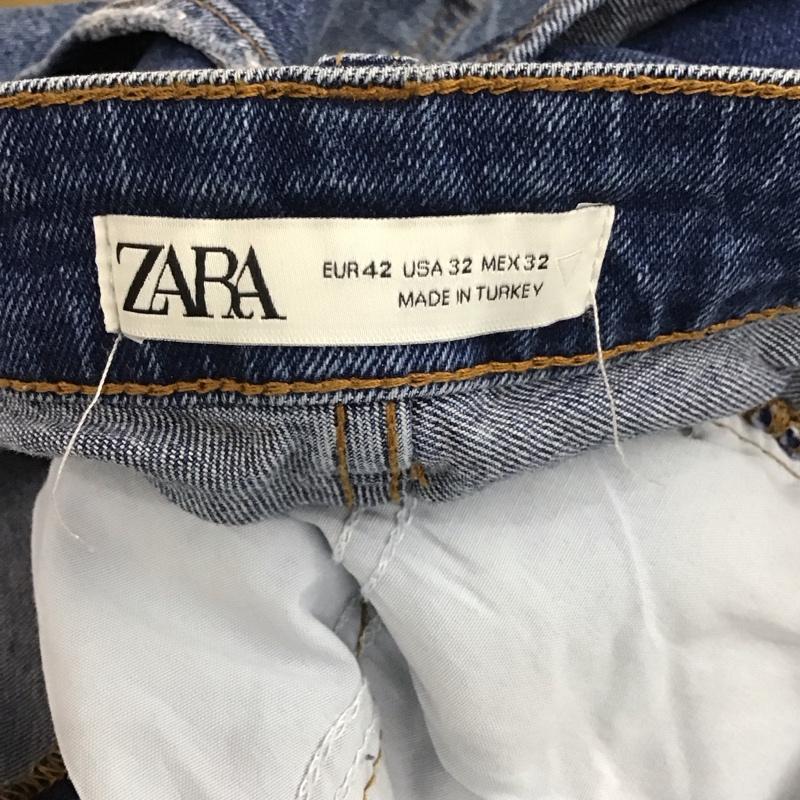 ZARA
EUR 42 USA 32 MEX 32
MADE IN TURKEY